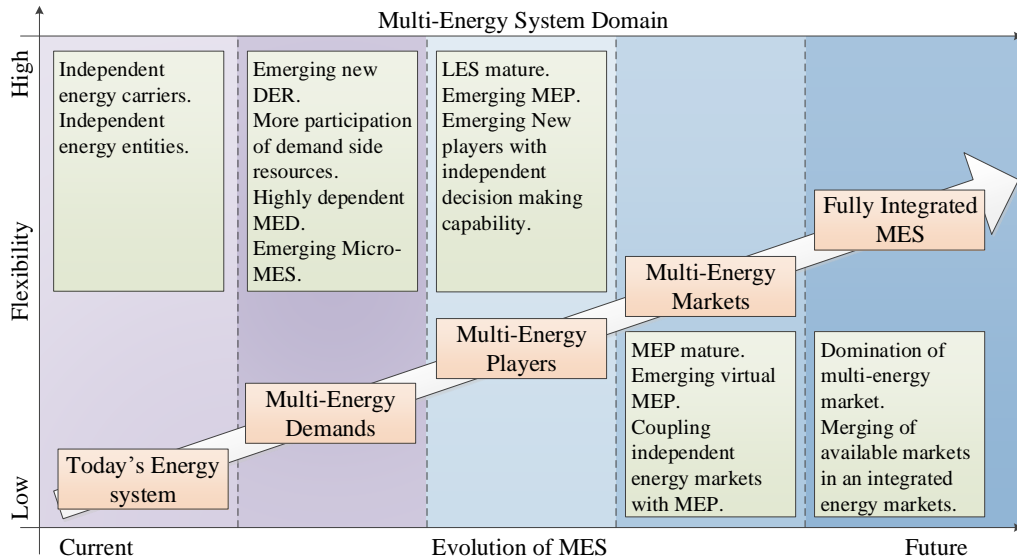 Multi-Energy System Domain
High
Flexibility
Low
Independent
energy carriers.
Independent
energy entities.
Emerging new
DER.
More participation
of demand side
resources.
Highly dependent
MED.
Emerging Micro-
MES.
LES mature.
Emerging MEP.
Emerging New
players with
independent
decision making
capability.
Today's Energy
system
Multi-Energy
Demands
Multi-Energy
Players
Multi-Energy
Markets
Fully Integrated
MES
MEP mature.
Emerging virtual
MEP.
Coupling
independent
energy markets
with MEP.
Domination of
multi-energy
market.
Merging of
available markets
in an integrated
energy markets.
Current
Evolution of MES
Future